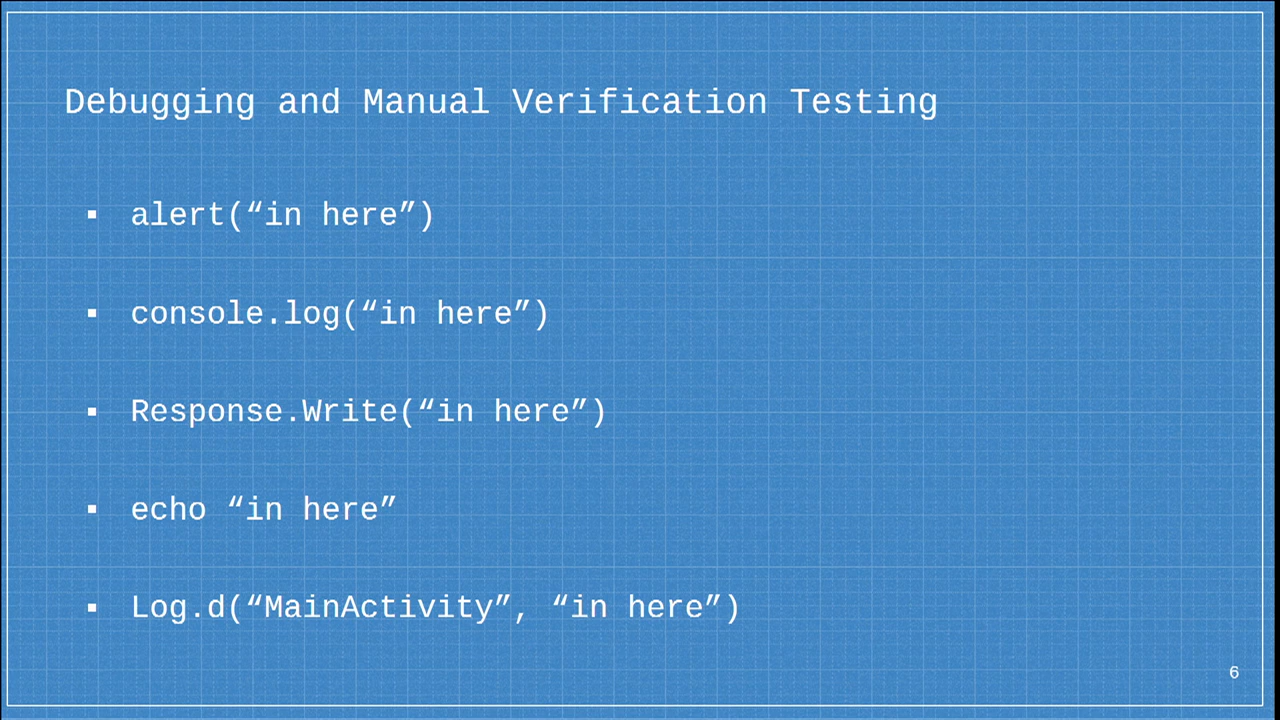 Debugging and Manual Verification Testing
▪ alert(“in here”)
▪ console.log(“in here”)
▪ Response.Write(“in here”)
▪ echo “in here”
▪ Log.d(“MainActivity”, “in here”)
6